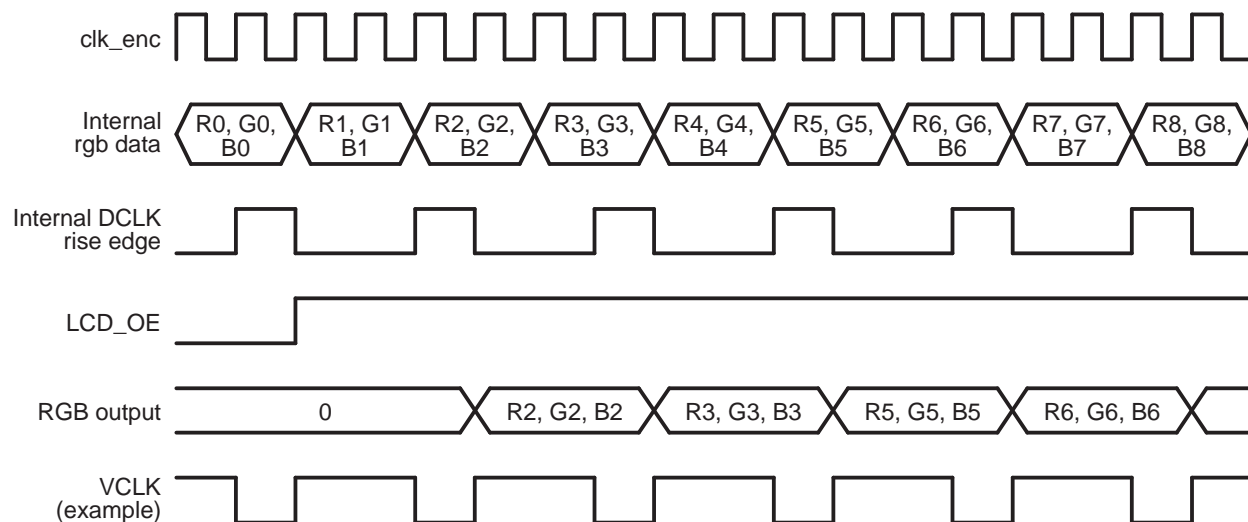 clk_enc
Internal
rgb data
R0, G0,
B0
R1, G1
B1
R2, G2,
B2
R3, G3,
B3
R4, G4,
B4
R5, G5,
B5
R6, G6,
B6
R7, G7,
B7
R8, G8,
B8
Internal DCLK
rise edge
LCD_OE
RGB output
0
R2, G2, B2
R3, G3, B3
R5, G5, B5
R6, G6, B6
VCLK
(example)